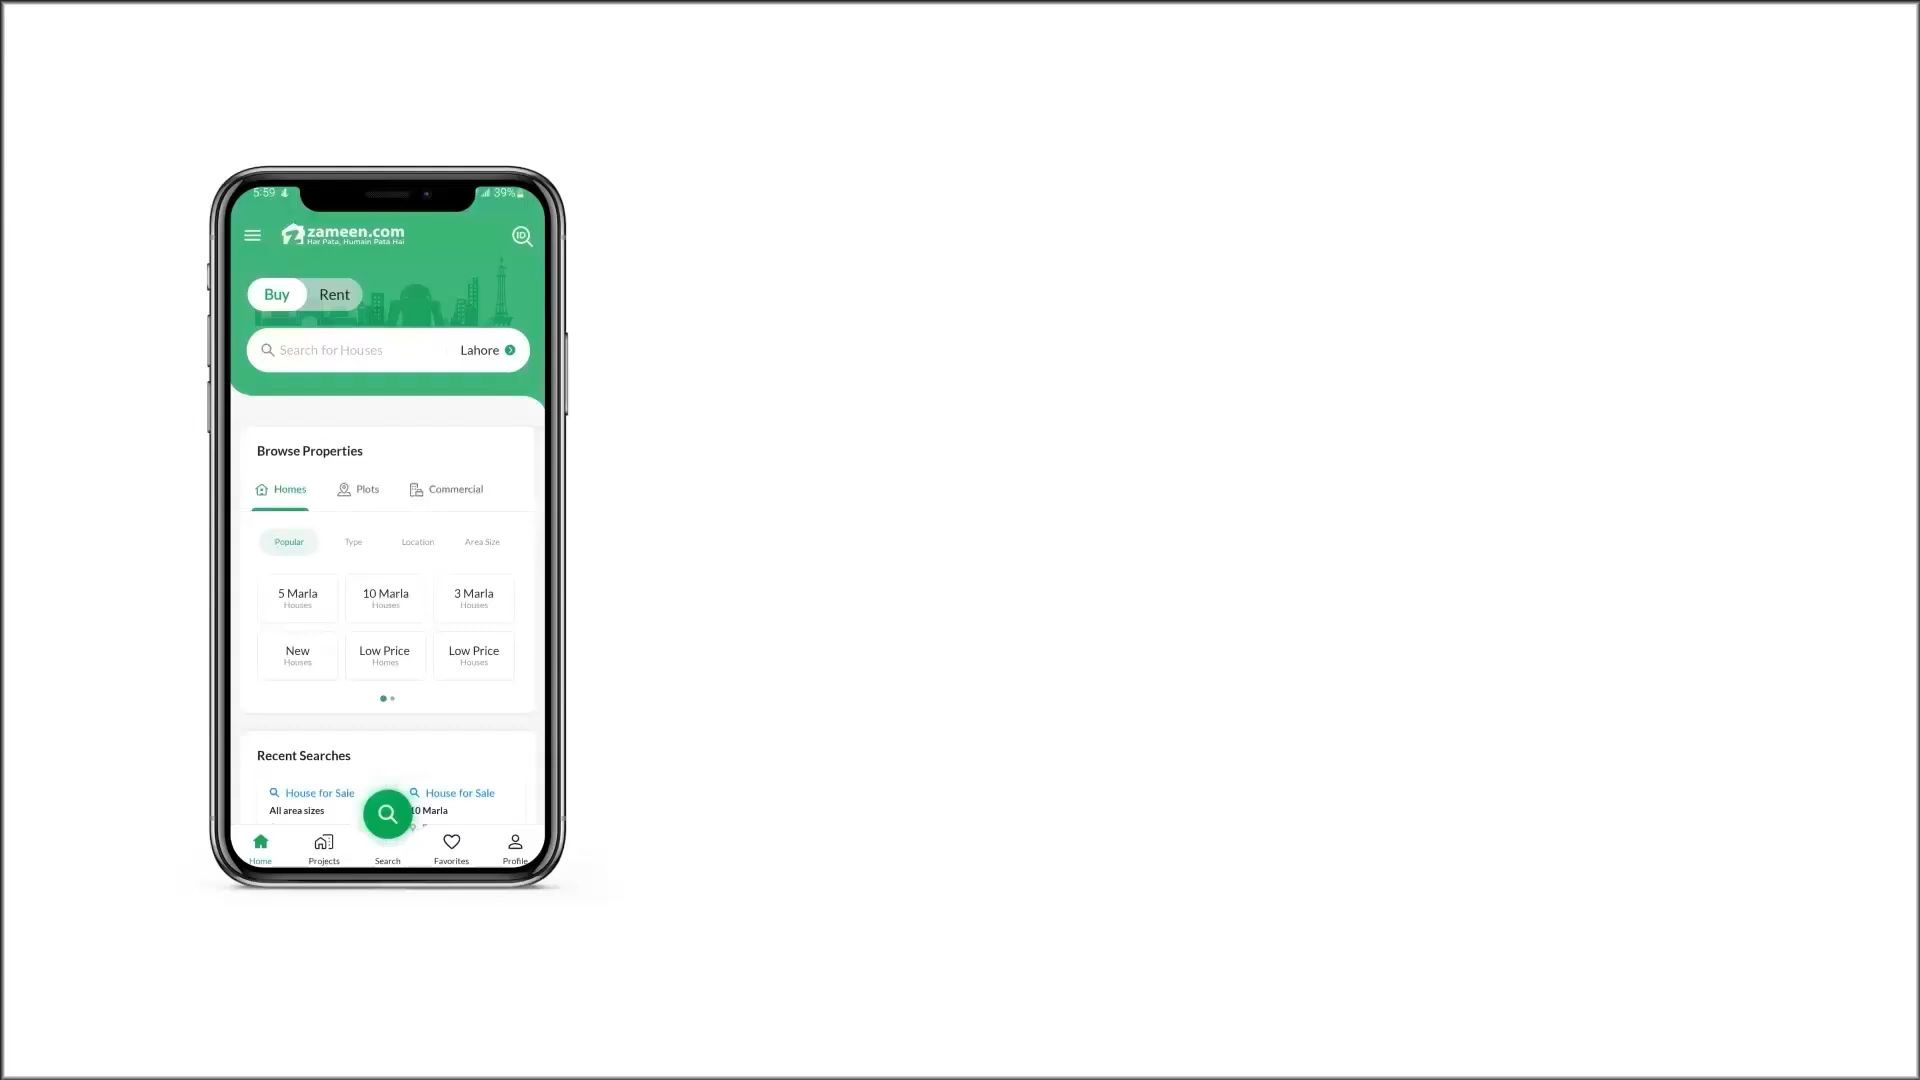 5:59 39%
zameen.com
Har Pata, Humain Pata Hai
ID
Buy Rent
Search for Houses Lahore
Browse Properties
Homes Plots Commercial
Popular Type Location Area Size
5 Marla 10 Marla 3 Marla
Houses Houses Houses
New Low Price Low Price
Houses Homes Houses
Recent Searches
House for Sale House for Sale
All area sizes 10 Marla
Home Projects Search Favorites Profile